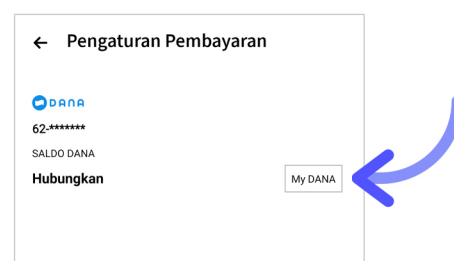 Pengaturan Pembayaran
DANA
62-*******
SALDO DANA
Hubungkan
My DANA